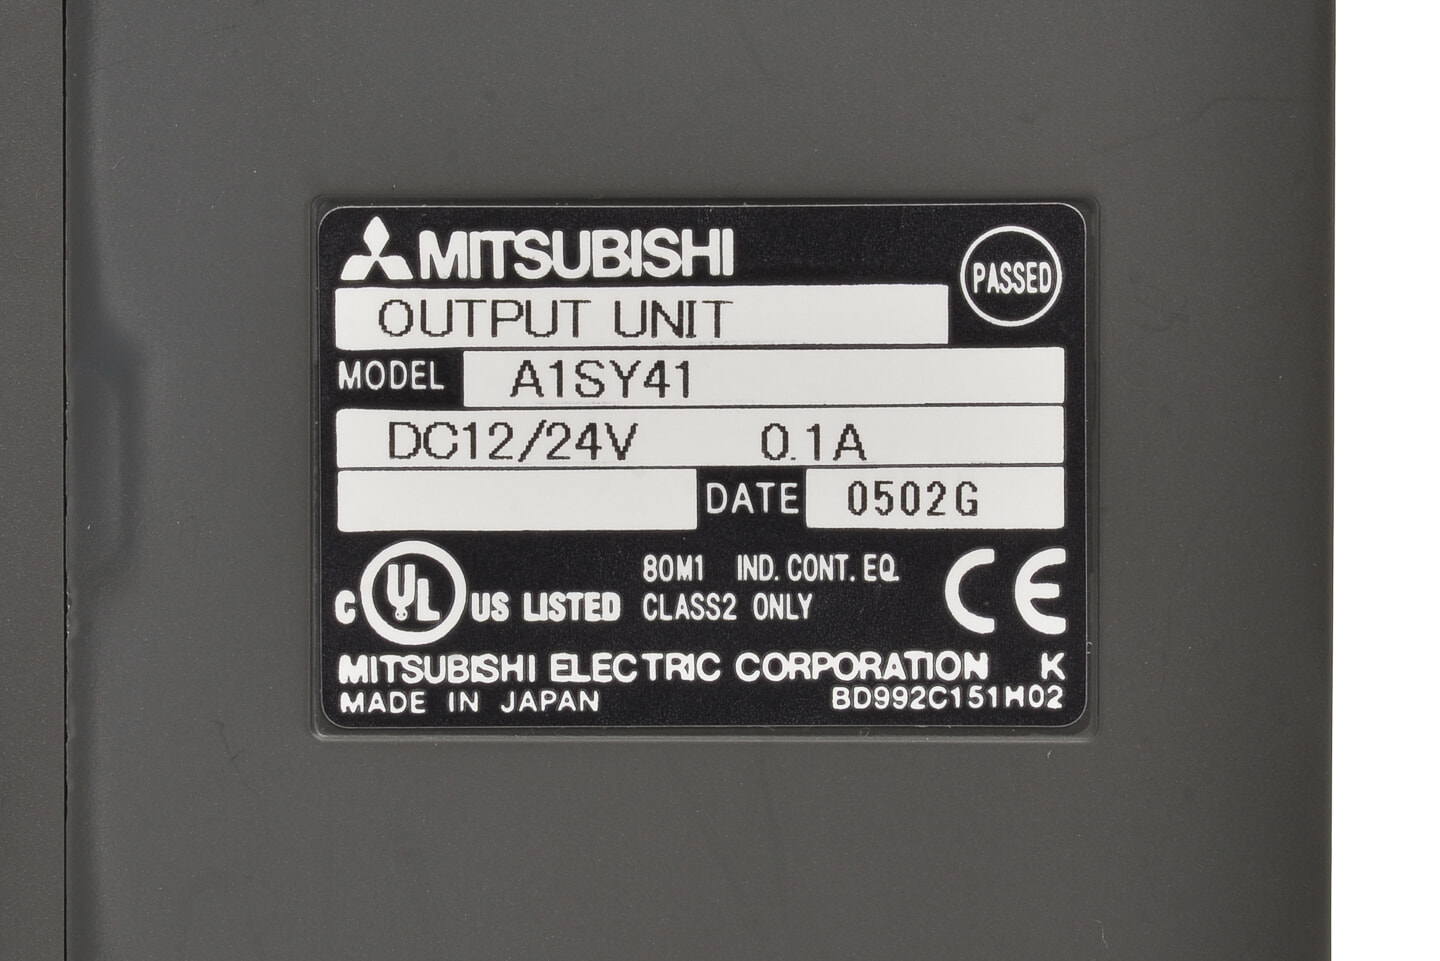 MITSUBISHI
PASSED
OUTPUT UNIT
MODEL A1SY41
DC12/24V 0.1A
DATE 0502G
C UL US LISTED
80M1 IND. CONT. EQ.
CLASS2 ONLY
CE
MITSUBISHI ELECTRIC CORPORATION K
MADE IN JAPAN BD992C151H02